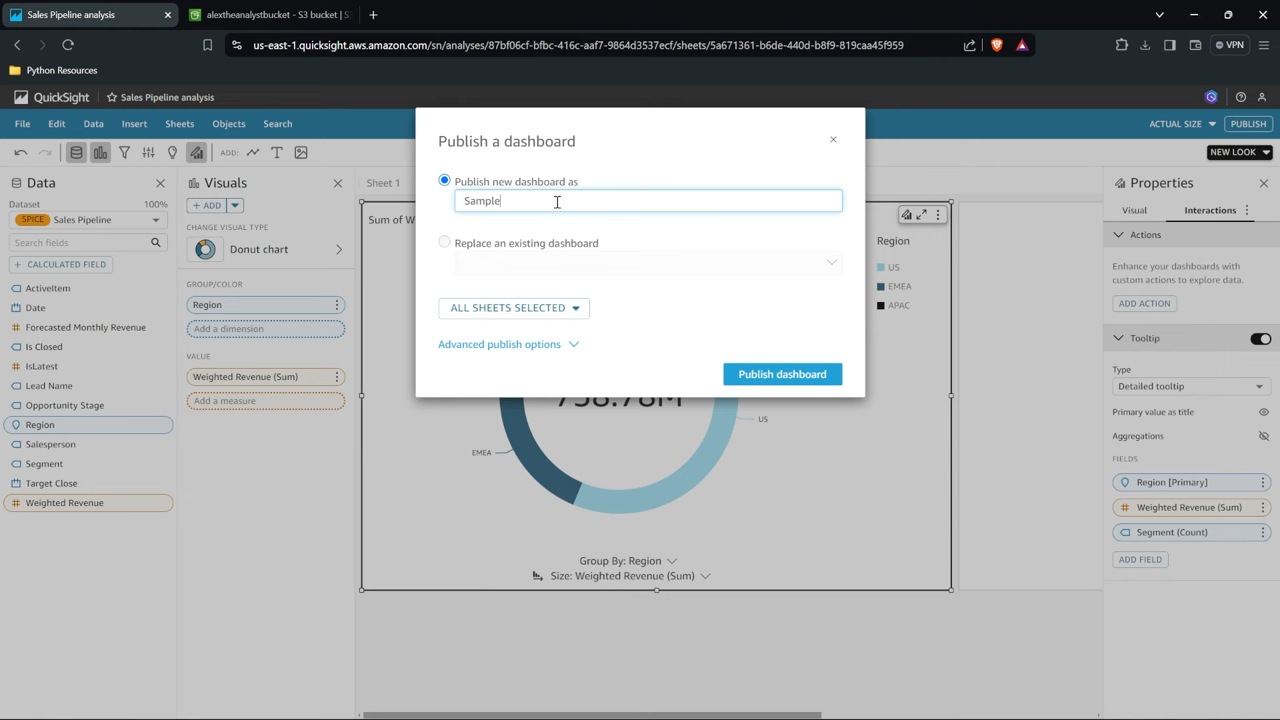 Sales Pipeline analysis
alextheanalystbucket - S3 bucket | S
us-east-1.quicksight.aws.amazon.com/sn/analyses/87bf06cf-bfbc-416c-aaf7-9864d3537ecf/sheets/5a671361-b6de-440d-b8f9-819caa45f959
VPN
Python Resources
QuickSight
Sales Pipeline analysis
File Edit Data Insert Sheets Objects Search
ACTUAL SIZE
PUBLISH
ADD:
NEW LOOK
Data
Dataset 100%
SPICE Sales Pipeline
Search fields
+ CALCULATED FIELD
ActiveItem
Date
Forecasted Monthly Revenue
Is Closed
IsLatest
Lead Name
Opportunity Stage
Region
Salesperson
Segment
Target Close
Weighted Revenue
Visuals
+ ADD
CHANGE VISUAL TYPE
Donut chart
GROUP/COLOR
Region
Add a dimension
VALUE
Weighted Revenue (Sum)
Add a measure
Sheet 1
Sum of W
Publish a dashboard
Publish new dashboard as
Sample
Replace an existing dashboard
ALL SHEETS SELECTED
Advanced publish options
Publish dashboard
Region
US
EMEA
APAC
738.78M
US
EMEA
Group By: Region
Size: Weighted Revenue (Sum)
Properties
Visual
Interactions
Actions
Enhance your dashboards with
custom actions to explore data.
ADD ACTION
Tooltip
Type
Detailed tooltip
Primary value as title
Aggregations
FIELDS
Region [Primary]
Weighted Revenue (Sum)
Segment (Count)
ADD FIELD